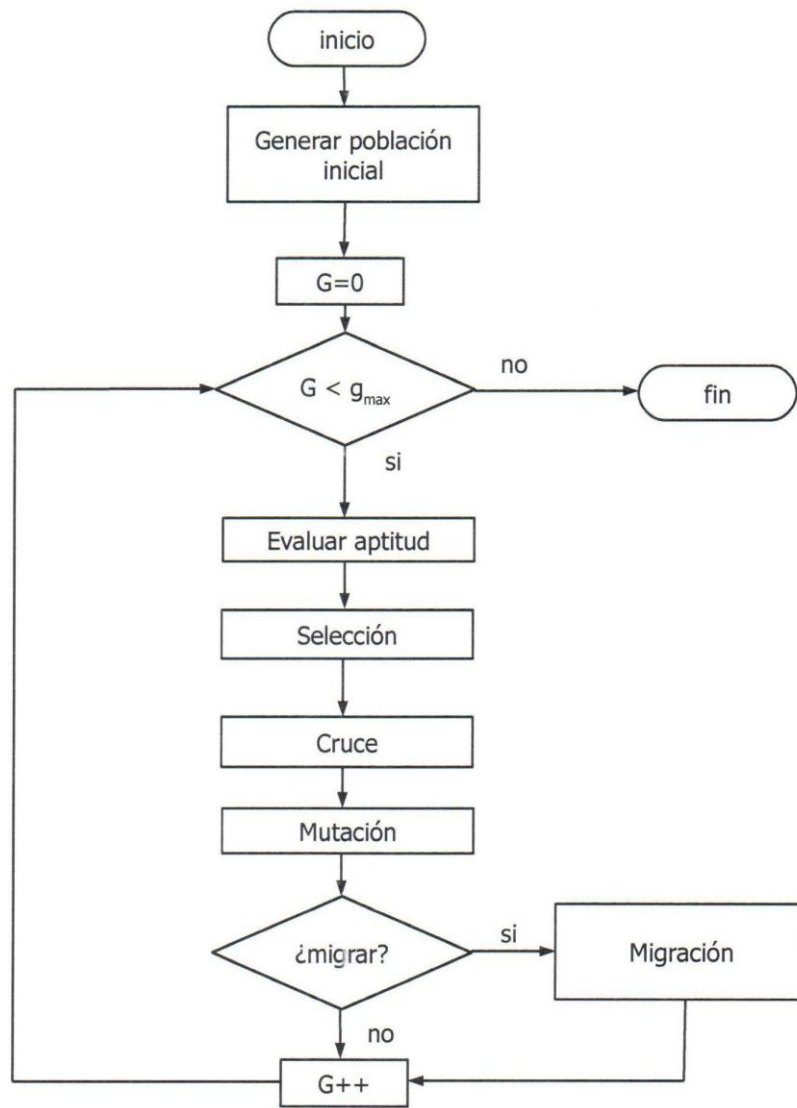 inicio
Generar población
inicial
G=0
G < gmax
no
fin
si
Evaluar aptitud
Selección
Cruce
Mutación
¿migrar?
si
Migración
no
G++